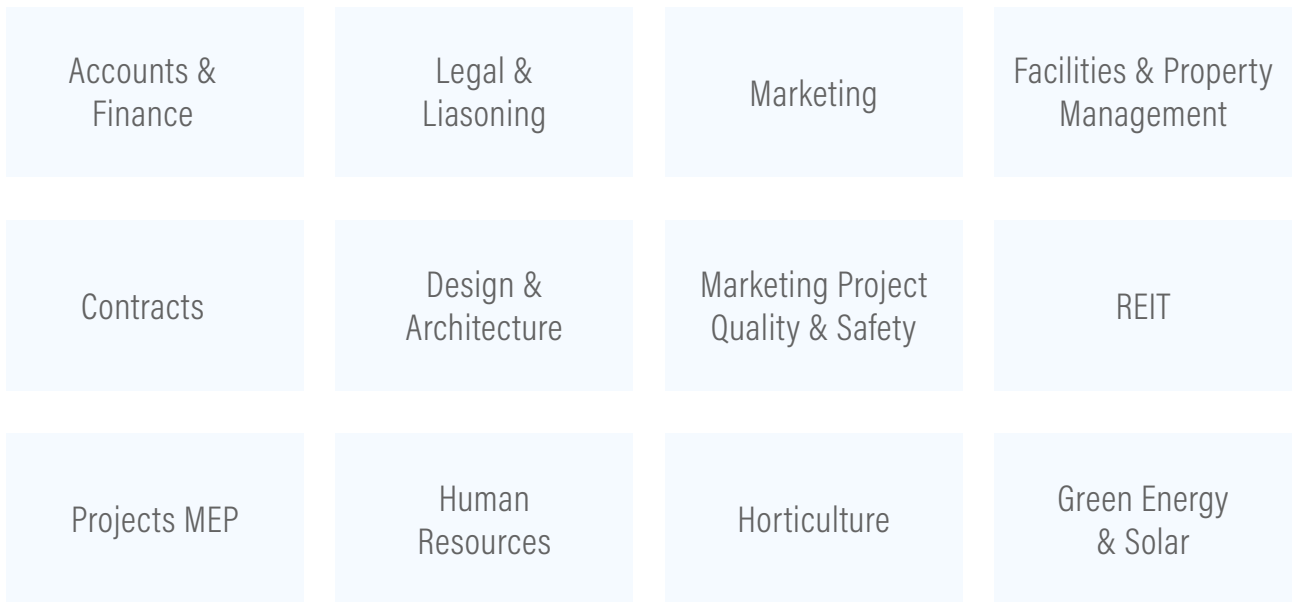 Accounts &
Finance
Legal &
Liasoning
Marketing
Facilities & Property
Management
Contracts
Design &
Architecture
Marketing Project
Quality & Safety
REIT
Projects MEP
Human
Resources
Horticulture
Green Energy
& Solar